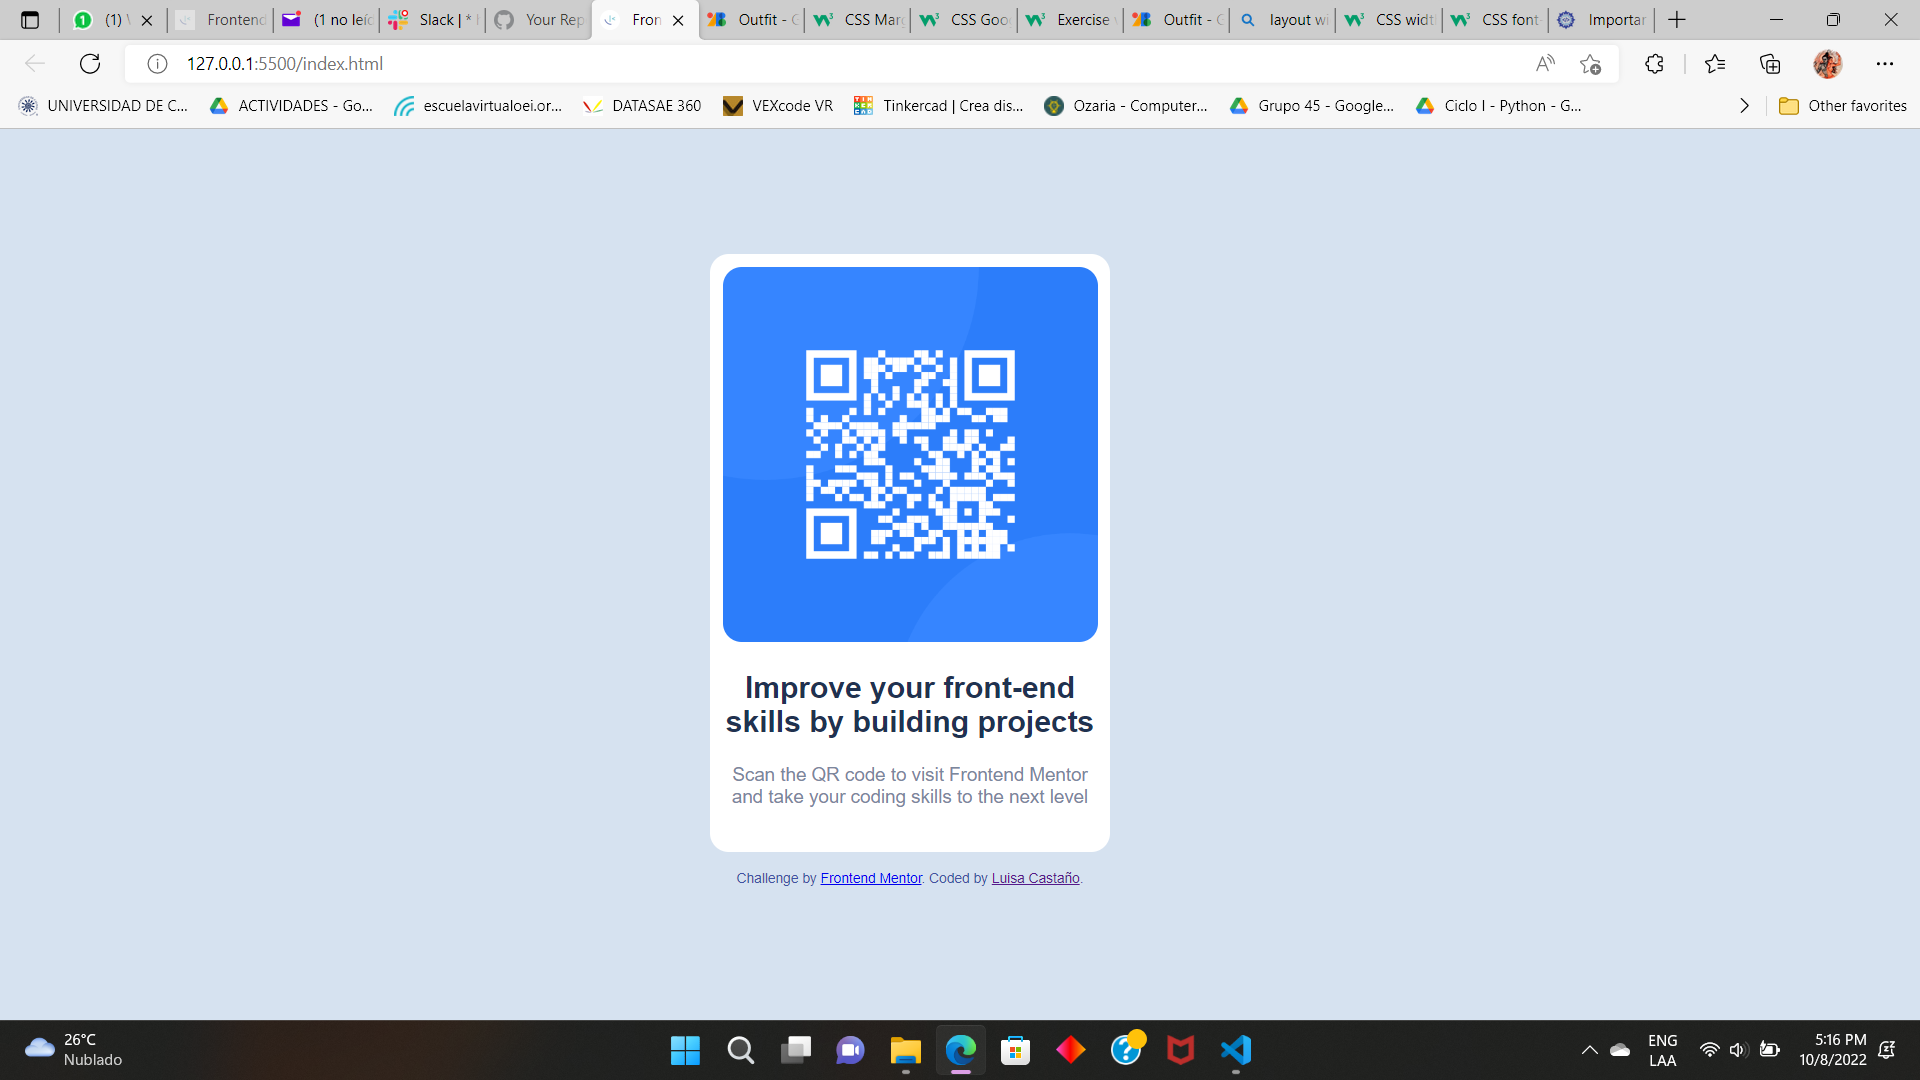 (1) W
Frontend
(1 no leíd
Slack | * h
Your Rep
Fron
Outfit - G
CSS Marg
CSS Goo
Exercise v
Outfit - G
layout wi
CSS widt
CSS font-
Importar
127.0.0.1:5500/index.html
UNIVERSIDAD DE C...
ACTIVIDADES - Go...
escuelavirtualoei.or...
DATASAE 360
VEXcode VR
Tinkercad | Crea dis...
Ozaria - Computer...
Grupo 45 - Google...
Ciclo I - Python - G...
Other favorites
Improve your front-end
skills by building projects
Scan the QR code to visit Frontend Mentor
and take your coding skills to the next level
Challenge by Frontend Mentor. Coded by Luisa Castaño.
26°C
Nublado
ENG
LAA
5:16 PM
10/8/2022